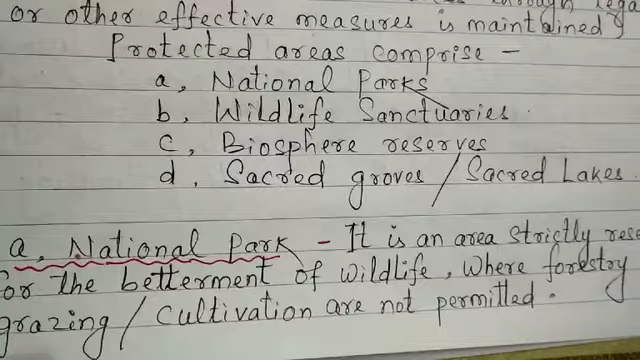 or other effective measures is maintained
Protected areas comprise -
a, National Parks
b, Wildlife Sanctuaries.
c, Biosphere reserves
d, Sacred groves / Sacred Lakes.
a, National Park - It is an area strictly rese
for the betterment of wildlife, where forestry
grazing / cultivation are not permitted.